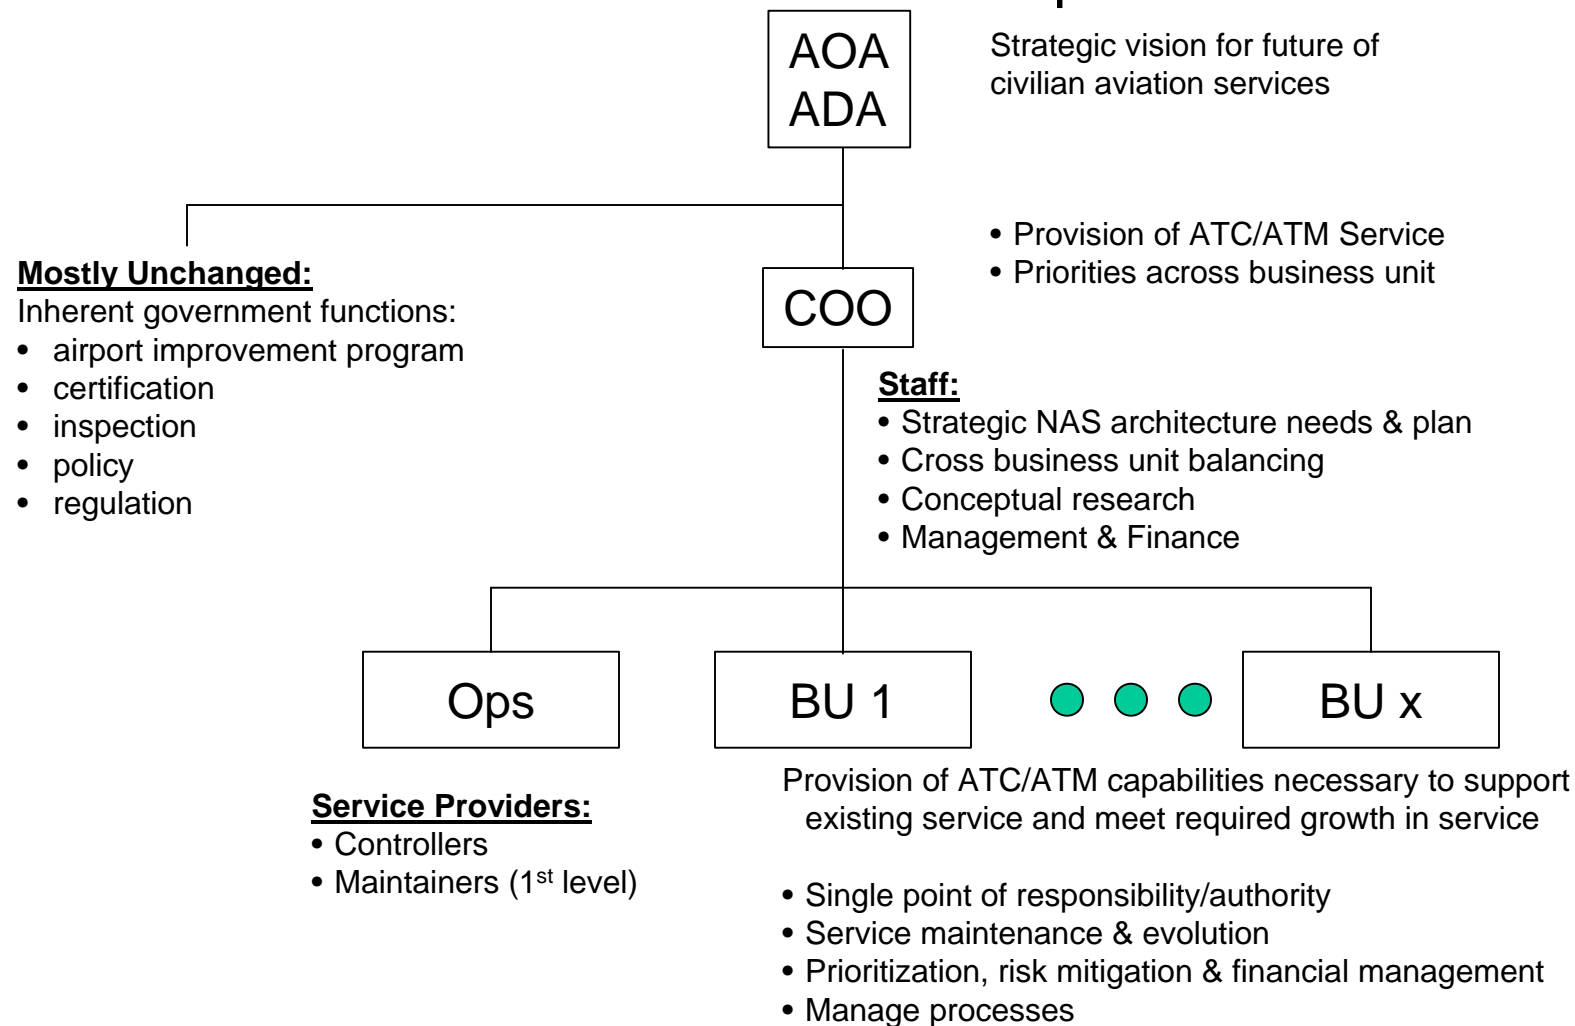 AOA
ADA
Strategic vision for future of
civilian aviation services
• Provision of ATC/ATM Service
• Priorities across business unit
Mostly Unchanged:
Inherent government functions:
• airport improvement program
• certification
• inspection
• policy
• regulation
COO
Staff:
• Strategic NAS architecture needs & plan
• Cross business unit balancing
• Conceptual research
• Management & Finance
Ops
BU 1
BU x
Service Providers:
• Controllers
• Maintainers (1st level)
Provision of ATC/ATM capabilities necessary to support
existing service and meet required growth in service
• Single point of responsibility/authority
• Service maintenance & evolution
• Prioritization, risk mitigation & financial management
• Manage processes